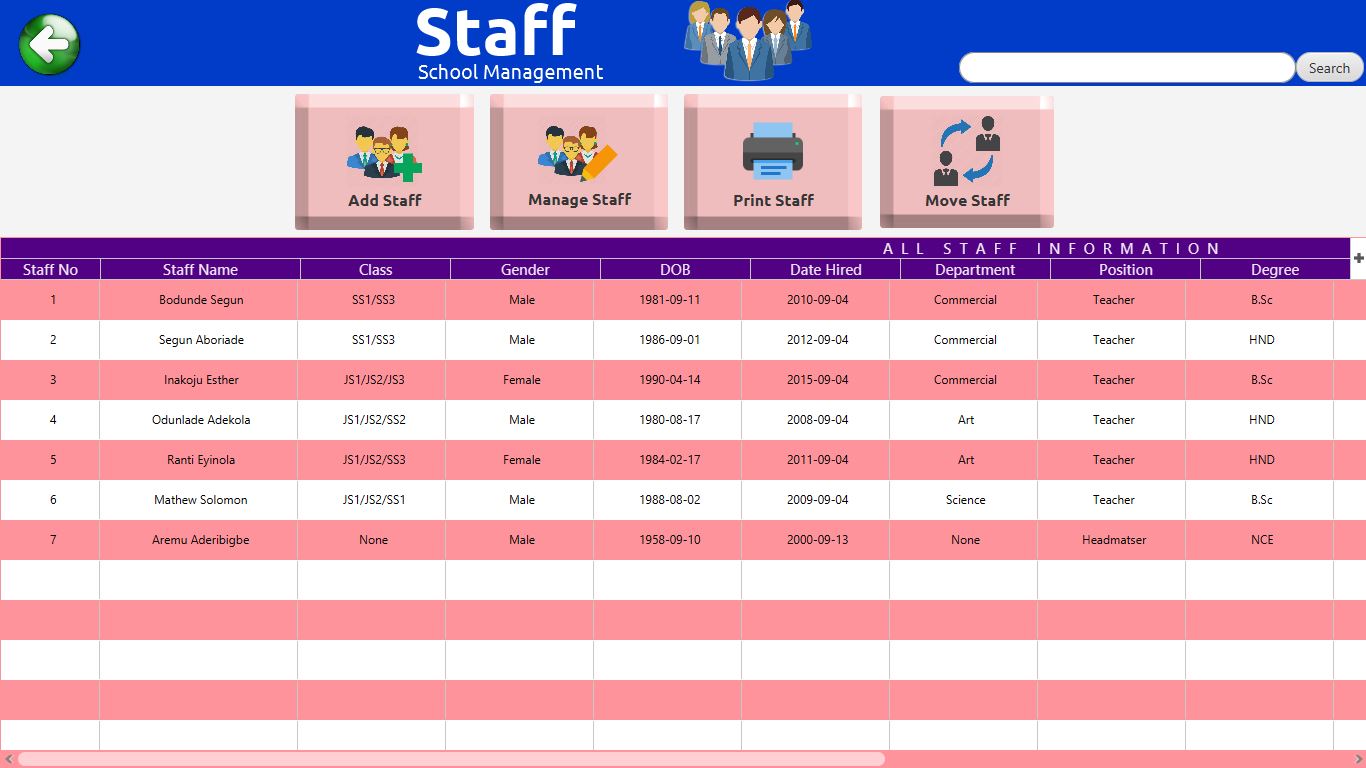 Staff
School Management
Search
Add Staff Manage Staff Print Staff Move Staff
ALL STAFF INFORMATION
Staff No Staff Name Class Gender DOB Date Hired Department Position Degree
1 Bodunde Segun SS1/SS3 Male 1981-09-11 2010-09-04 Commercial Teacher B.Sc
2 Segun Aboriade SS1/SS3 Male 1986-09-01 2012-09-04 Commercial Teacher HND
3 Inakoju Esther JS1/JS2/JS3 Female 1990-04-14 2015-09-04 Commercial Teacher B.Sc
4 Odunlade Adekola JS1/JS2/SS2 Male 1980-08-17 2008-09-04 Art Teacher HND
5 Ranti Eyinola JS1/JS2/SS3 Female 1984-02-17 2011-09-04 Art Teacher HND
6 Mathew Solomon JS1/JS2/SS1 Male 1988-08-02 2009-09-04 Science Teacher B.Sc
7 Aremu Aderibigbe None Male 1958-09-10 2000-09-13 None Headmatser NCE